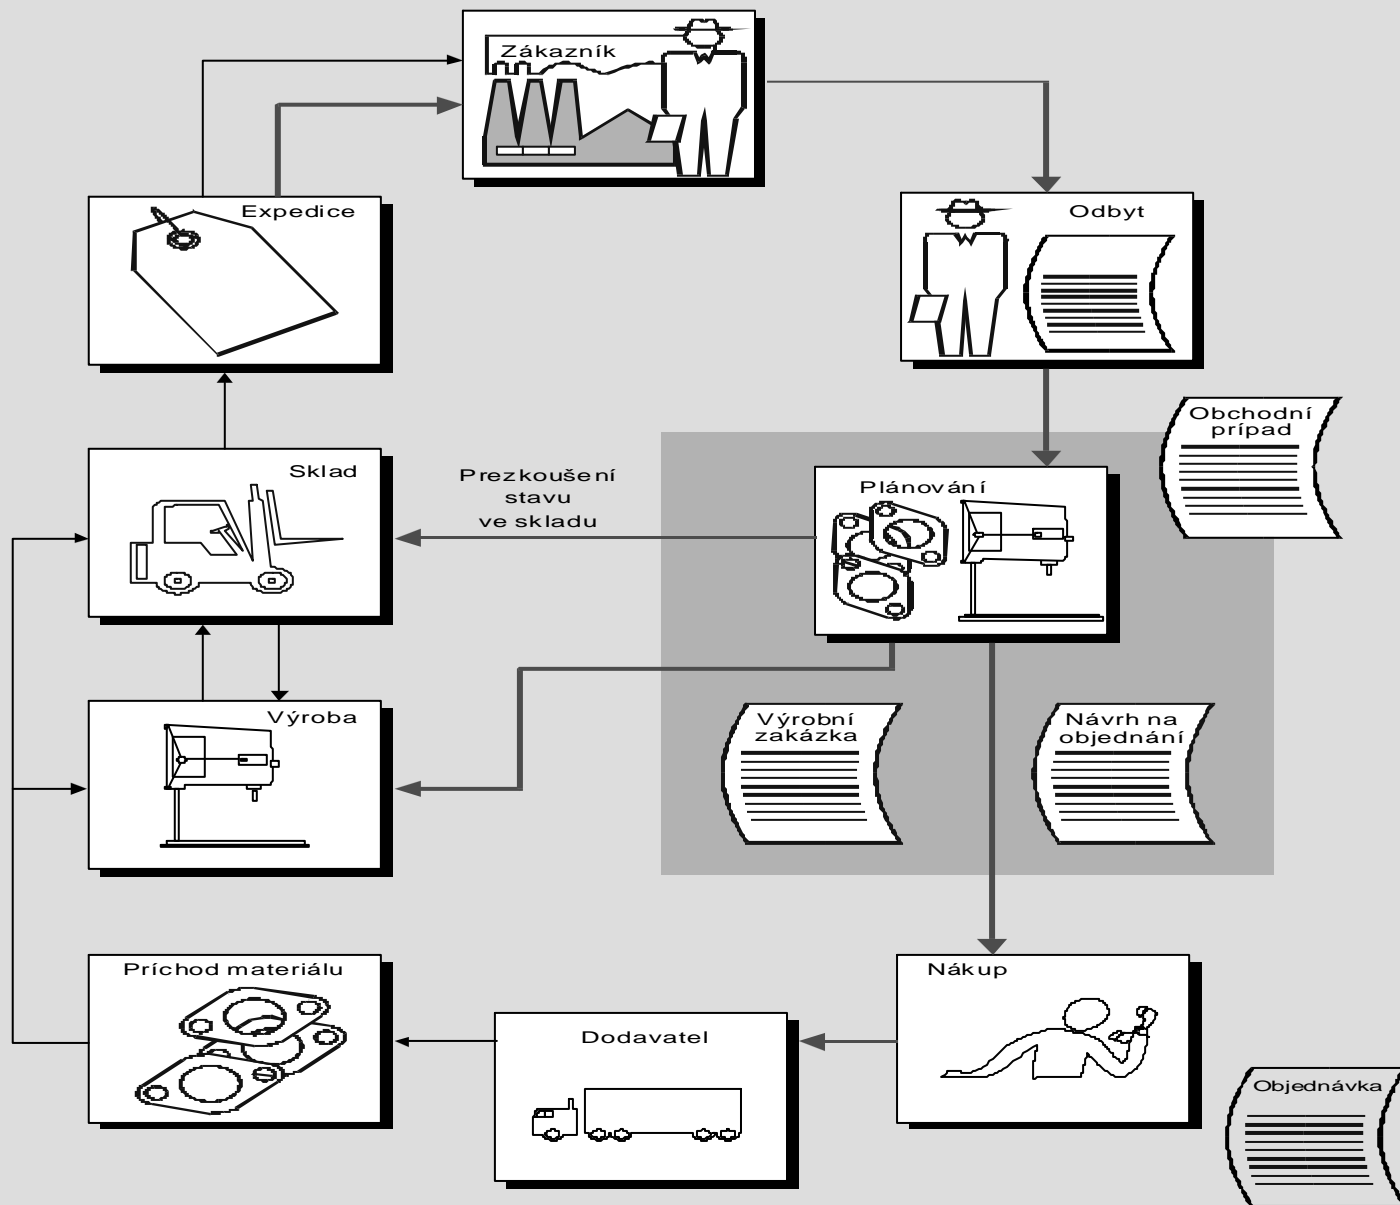 Zákazník
Expedice
Odbyt
Obchodní
prípad
Sklad
Prezkoušení
stavu
ve skladu
Plánování
Výroba
Výrobní
zakázka
Návrh na
objednání
Príchod materiálu
Dodavatel
Nákup
Objednávka